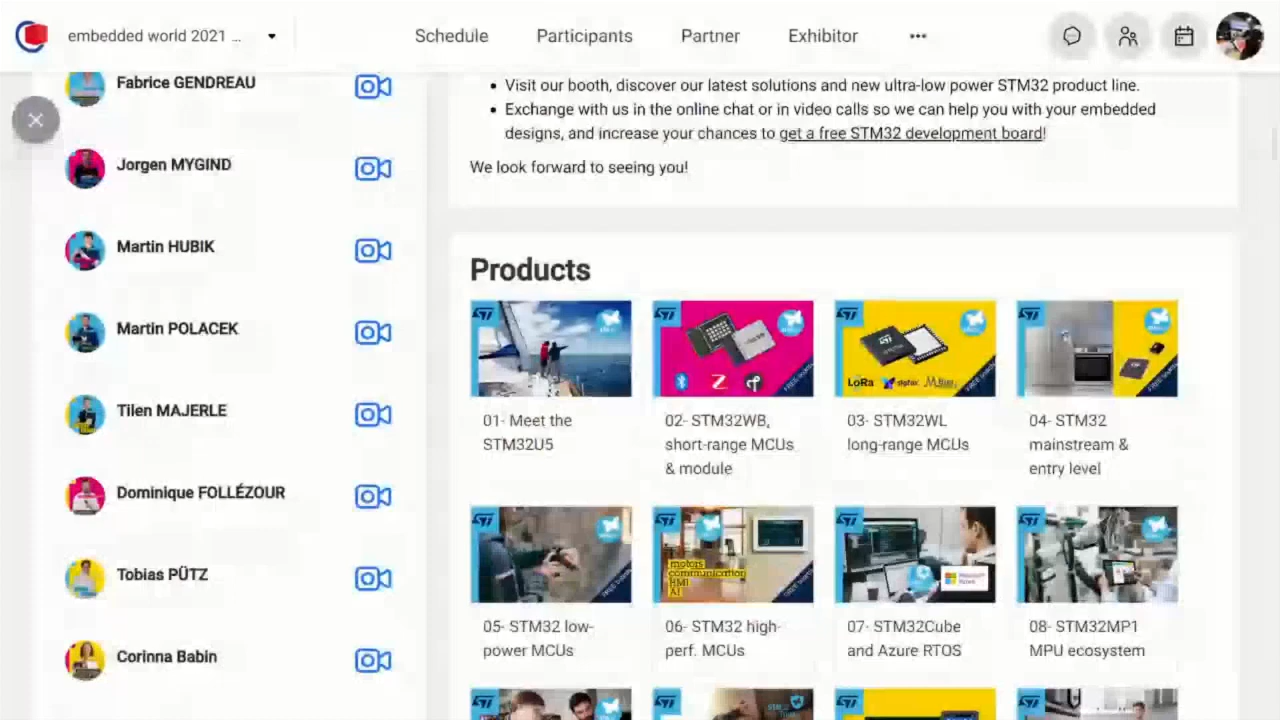 embedded world 2021 ...
Schedule
Participants
Partner
Exhibitor
Fabrice GENDREAU
Jorgen MYGIND
Martin HUBIK
Martin POLACEK
Tilen MAJERLE
Dominique FOLLÉZOUR
Tobias PÜTZ
Corinna Babin
• Visit our booth, discover our latest solutions and new ultra-low power STM32 product line.
• Exchange with us in the online chat or in video calls so we can help you with your embedded
designs, and increase your chances to get a free STM32 development board!
We look forward to seeing you!
Products
LoRa
01- Meet the
STM32U5
02- STM32WB,
short-range MCUs
& module
03- STM32WL
long-range MCUs
04- STM32
mainstream &
entry level
motors
communication
HMI
AI
05- STM32 low-
power MCUs
06- STM32 high-
perf. MCUs
07- STM32Cube
and Azure RTOS
08- STM32MP1
MPU ecosystem